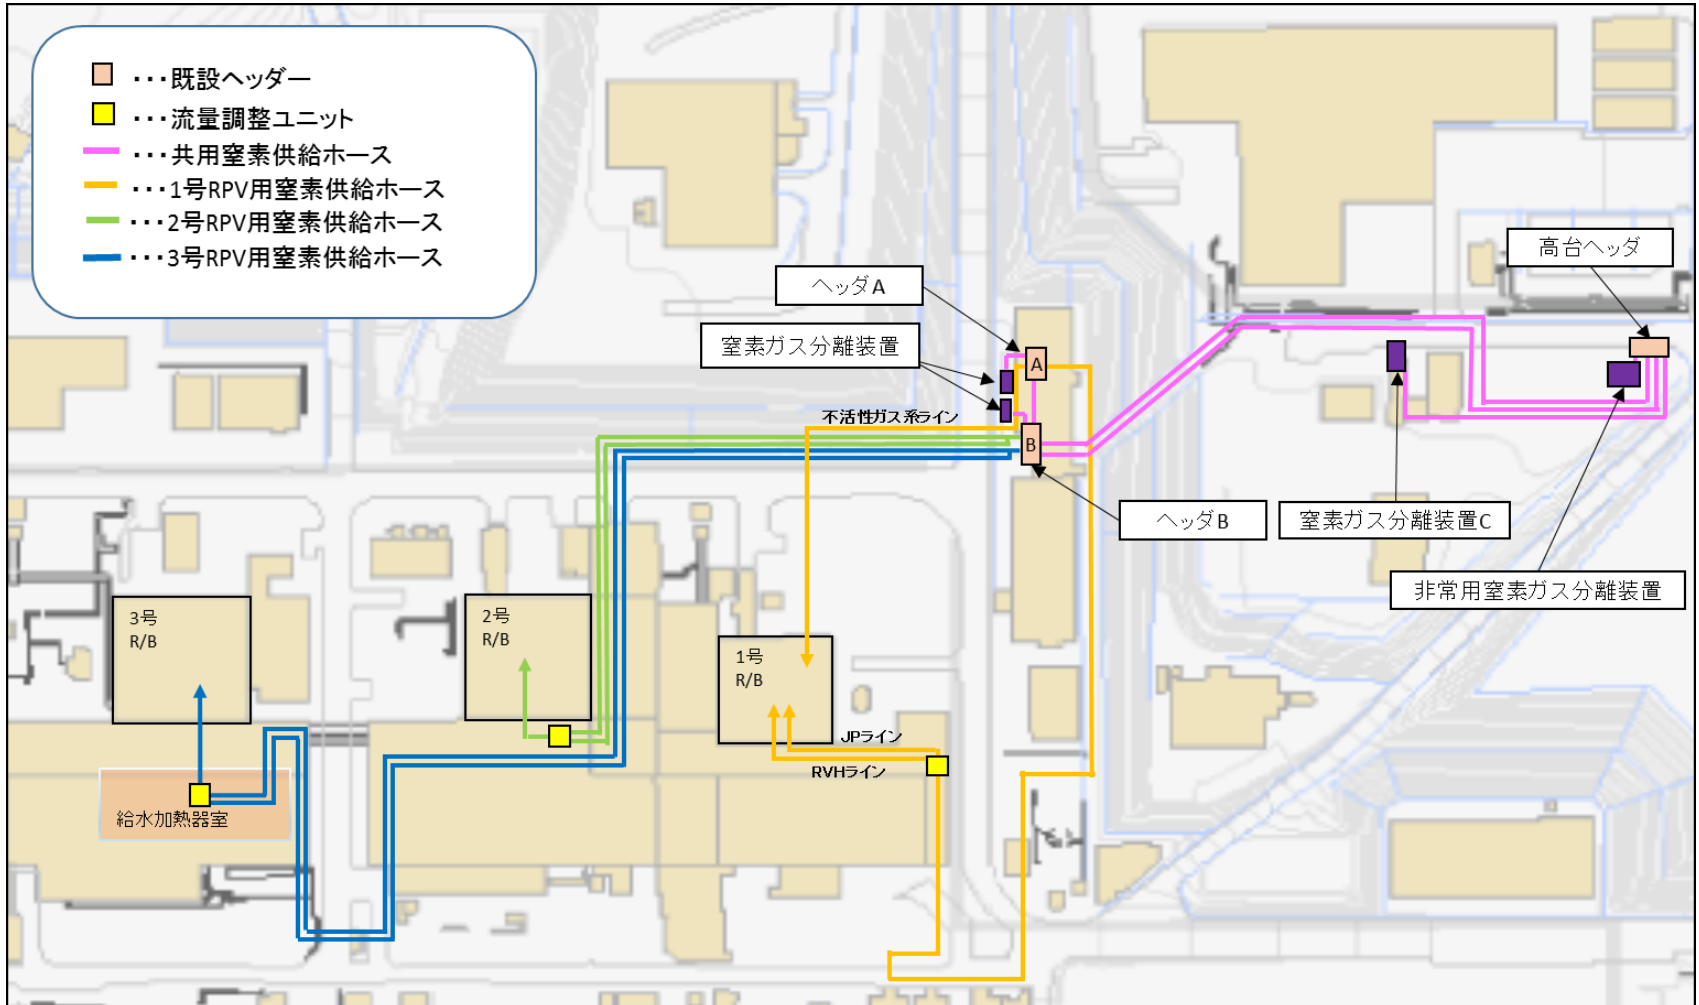 ・・・既設ヘッダー
・・・流量調整ユニット
・・・共用窒素供給ホース
・・・1号RPV用窒素供給ホース
・・・2号RPV用窒素供給ホース
・・・3号RPV用窒素供給ホース
高台ヘッダ
ヘッダA
窒素ガス分離装置
A
不活性ガス系ライン
B
ヘッダB
窒素ガス分離装置C
非常用窒素ガス分離装置
3号
R/B
2号
R/B
1号
R/B
JPライン
RVHライン
給水加熱器室